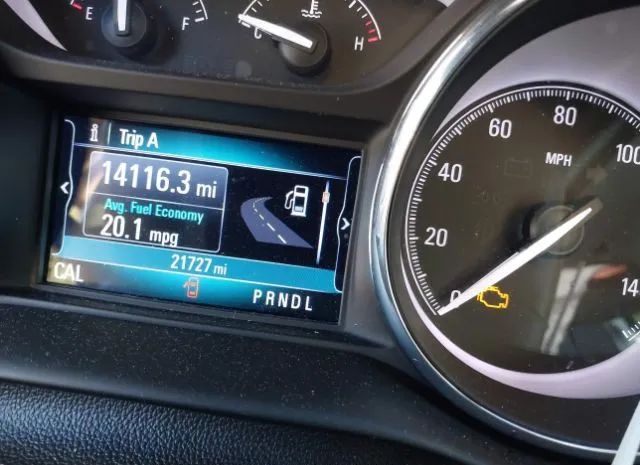 E F
C H
Trip A
14116.3 mi
Avg. Fuel Economy
20.1 mpg
21727 mi
CAL
PRNDL
0 20 40 60 80 100
MPH